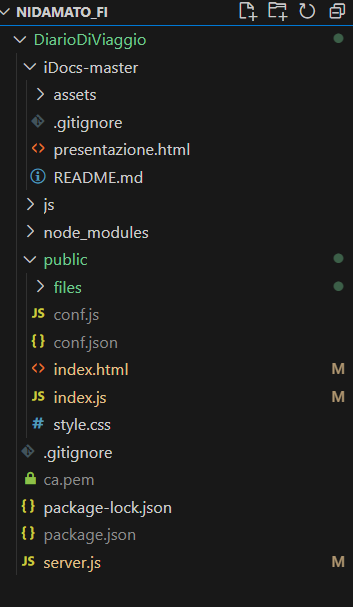 NIDAMATO_FI
DiarioDiViaggio
iDocs-master
assets
.gitignore
presentazione.html
README.md
js
node_modules
public
files
JS conf.js
{} conf.json
index.html M
JS index.js M
# style.css
.gitignore
ca.pem
{} package-lock.json
{} package.json
JS server.js M